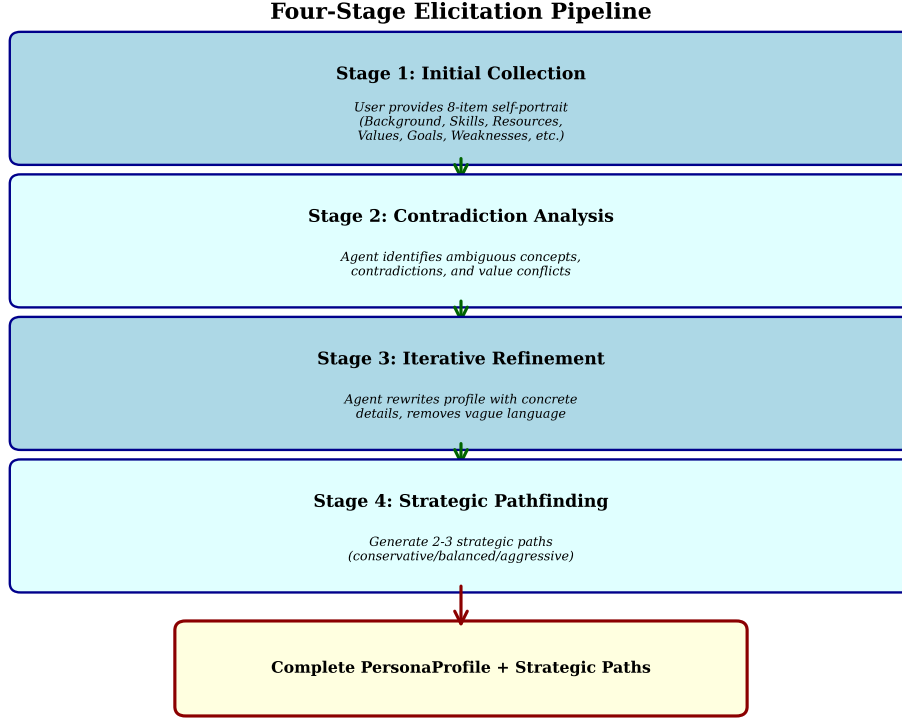 Four-Stage Elicitation Pipeline
Stage 1: Initial Collection
User provides 8-item self-portrait
(Background, Skills, Resources,
Values, Goals, Weaknesses, etc.)
Stage 2: Contradiction Analysis
Agent identifies ambiguous concepts,
contradictions, and value conflicts
Stage 3: Iterative Refinement
Agent rewrites profile with concrete
details, removes vague language
Stage 4: Strategic Pathfinding
Generate 2-3 strategic paths
(conservative/balanced/aggressive)
Complete PersonaProfile + Strategic Paths